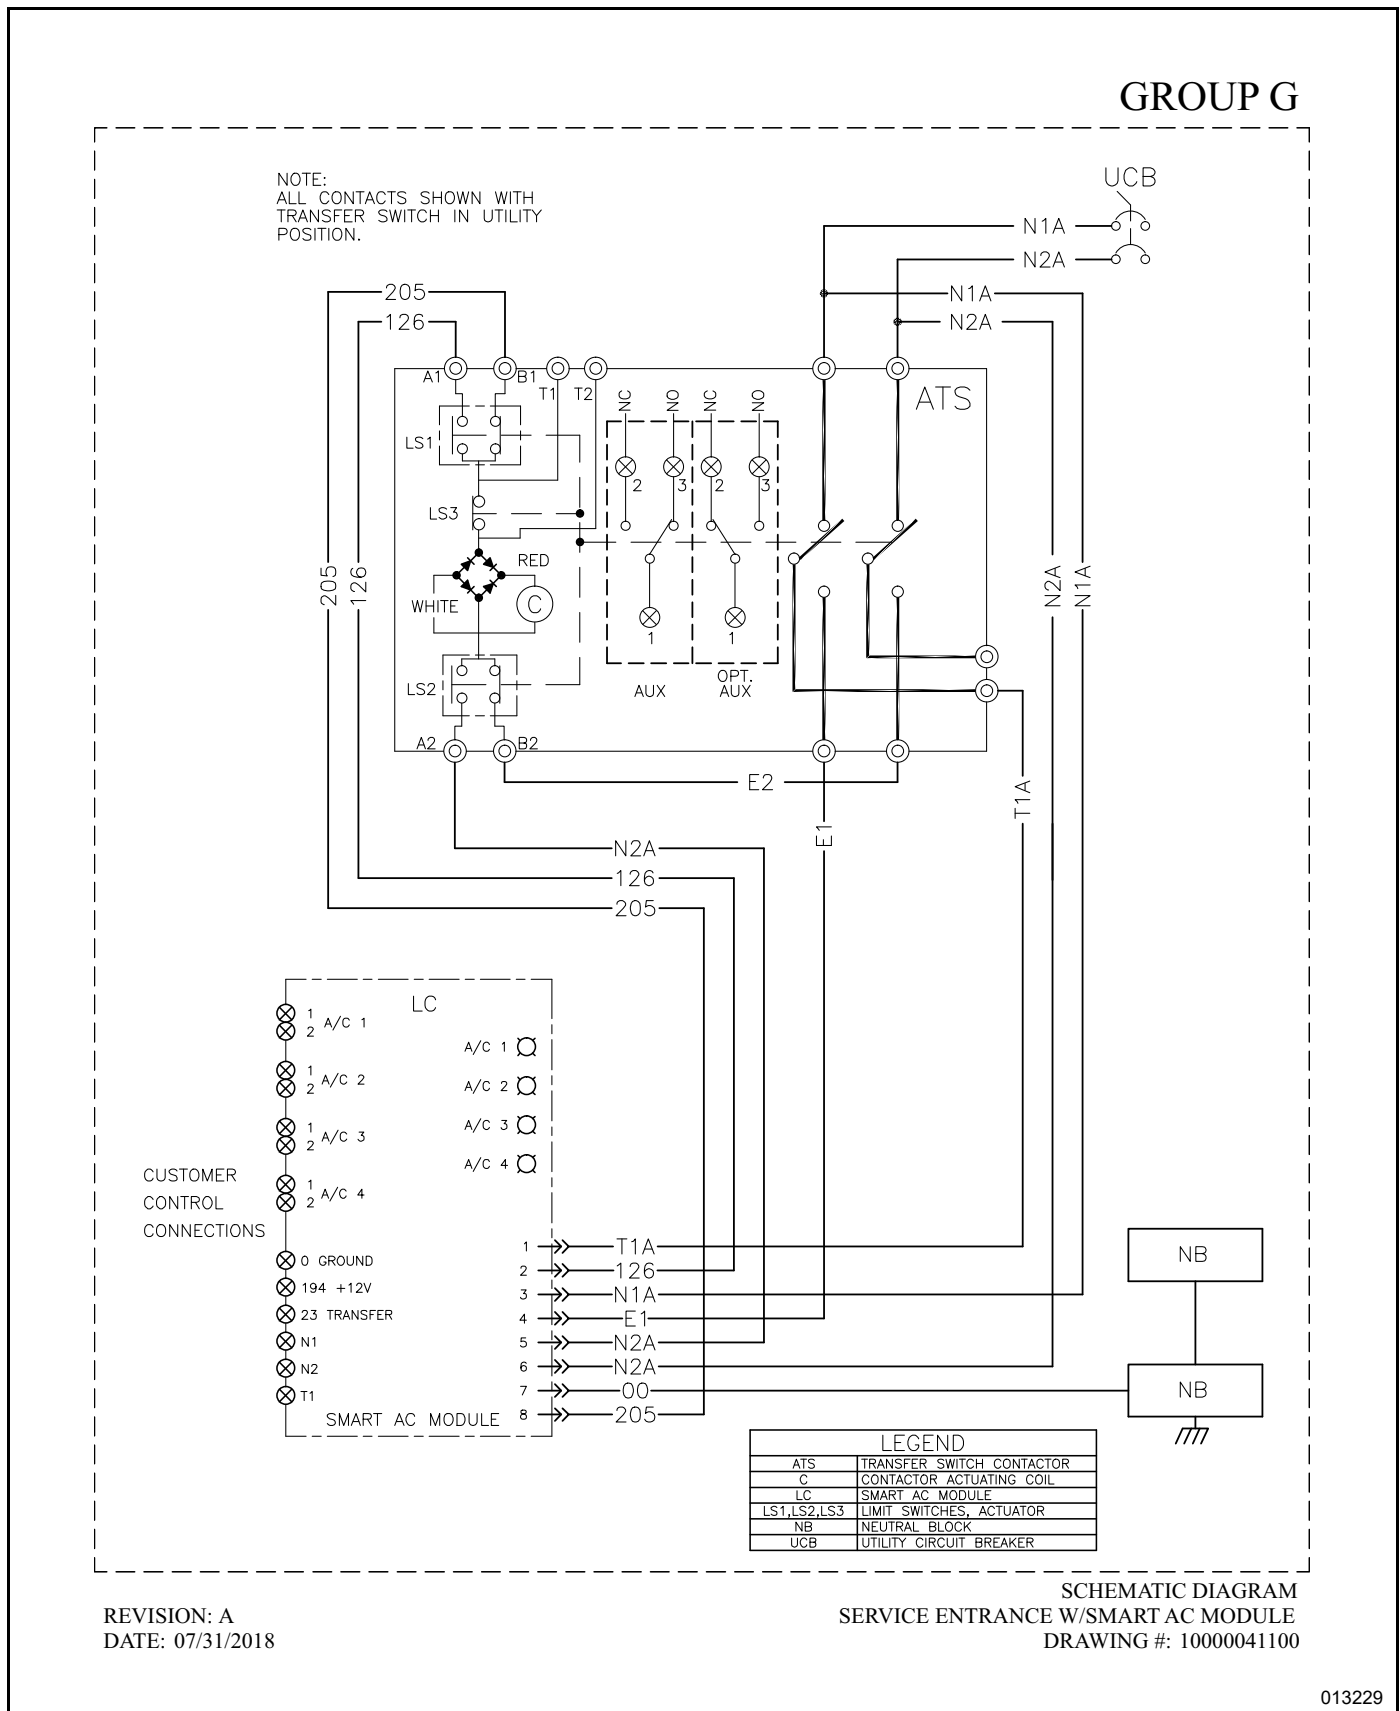 GROUP G
NOTE:
ALL CONTACTS SHOWN WITH
TRANSFER SWITCH IN UTILITY
POSITION.
UCB
N1A
N2A
205
126
N1A
N2A
A1
B1
T1
T2
NC
NO
NC
NO
ATS
LS1
2
3
2
3
LS3
RED
WHITE
C
205
126
N2A
N1A
1
1
LS2
AUX
OPT.
AUX
A2
B2
E2
T1A
E1
N2A
126
205
LC
1
2
A/C 1
A/C 1
1
2
A/C 2
A/C 2
1
2
A/C 3
A/C 3
A/C 4
1
2
A/C 4
CUSTOMER
CONTROL
CONNECTIONS
0 GROUND
194 +12V
23 TRANSFER
N1
N2
T1
SMART AC MODULE
1 T1A
2 126
3 N1A
4 E1
5 N2A
6 N2A
7 00
8 205
NB
NB
LEGEND
ATS TRANSFER SWITCH CONTACTOR
C CONTACTOR ACTUATING COIL
LC SMART AC MODULE
LS1,LS2,LS3 LIMIT SWITCHES, ACTUATOR
NB NEUTRAL BLOCK
UCB UTILITY CIRCUIT BREAKER
REVISION: A
DATE: 07/31/2018
SCHEMATIC DIAGRAM
SERVICE ENTRANCE W/SMART AC MODULE
DRAWING #: 10000041100
013229